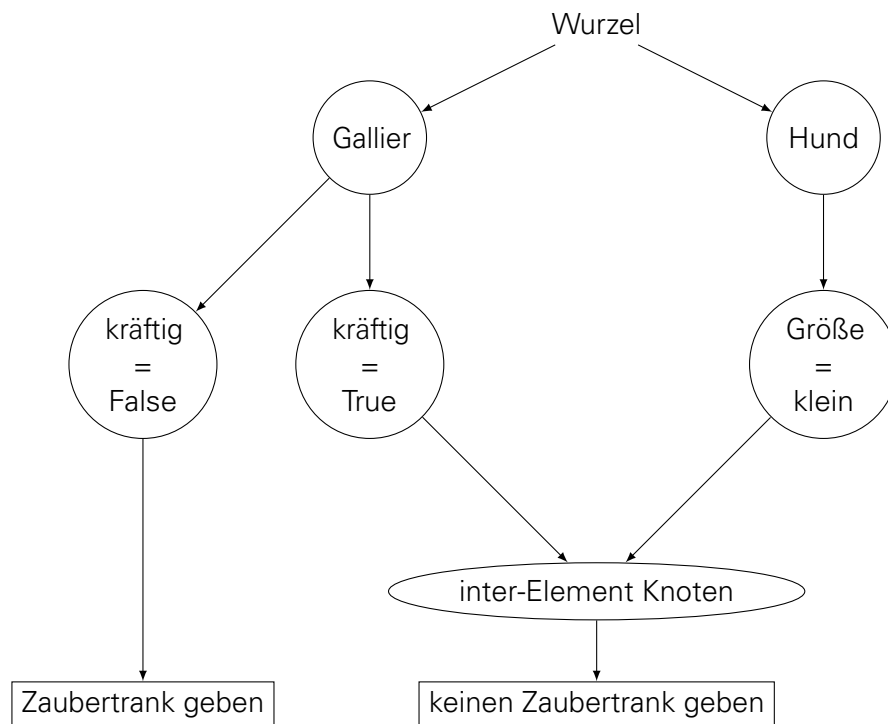 Wurzel
Gallier
Hund
kräftig
=
False
kräftig
=
True
Größe
=
klein
inter-Element Knoten
Zaubertrank geben
keinen Zaubertrank geben